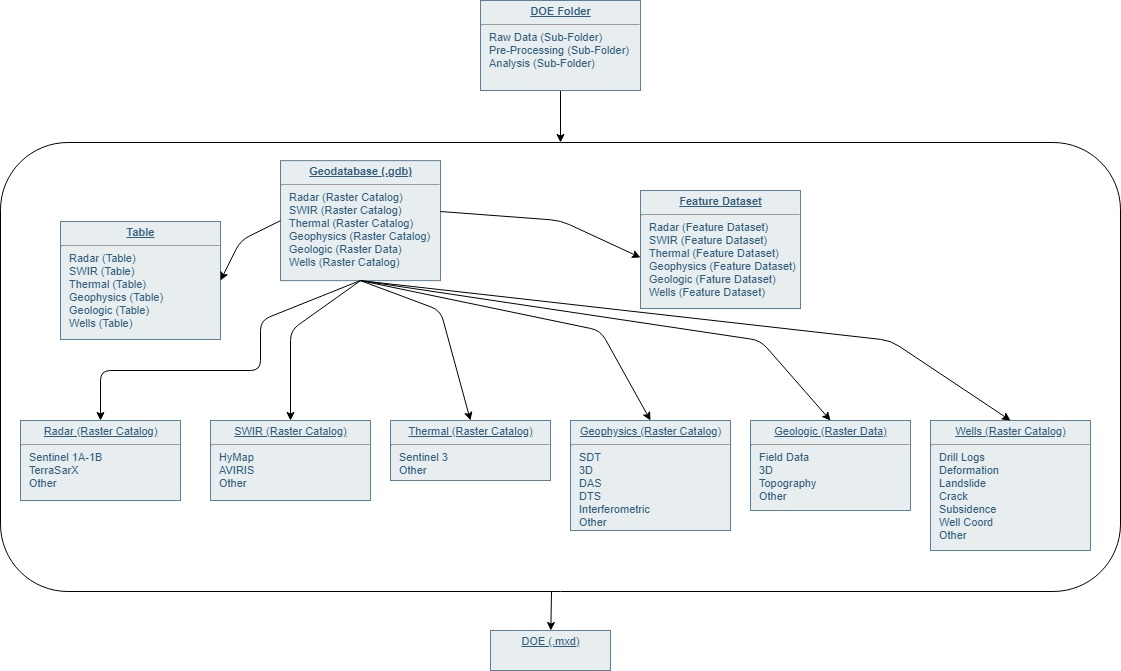 DOE Folder
Raw Data (Sub-Folder)
Pre-Processing (Sub-Folder)
Analysis (Sub-Folder)
Geodatabase (.gdb)
Radar (Raster Catalog)
SWIR (Raster Catalog)
Thermal (Raster Catalog)
Geophysics (Raster Catalog)
Geologic (Raster Data)
Wells (Raster Catalog)
Feature Dataset
Radar (Feature Dataset)
SWIR (Feature Dataset)
Thermal (Feature Dataset)
Geophysics (Feature Dataset)
Geologic (Fature Dataset)
Wells (Feature Dataset)
Table
Radar (Table)
SWIR (Table)
Thermal (Table)
Geophysics (Table)
Geologic (Table)
Wells (Table)
Radar (Raster Catalog)
Sentinel 1A-1B
TerraSarX
Other
SWIR (Raster Catalog)
HyMap
AVIRIS
Other
Thermal (Raster Catalog)
Sentinel 3
Other
Geophysics (Raster Catalog)
SDT
3D
DAS
DTS
Interferometric
Other
Geologic (Raster Data)
Field Data
3D
Topography
Other
Wells (Raster Catalog)
Drill Logs
Deformation
Landslide
Crack
Subsidence
Well Coord
Other
DOE (.mxd)